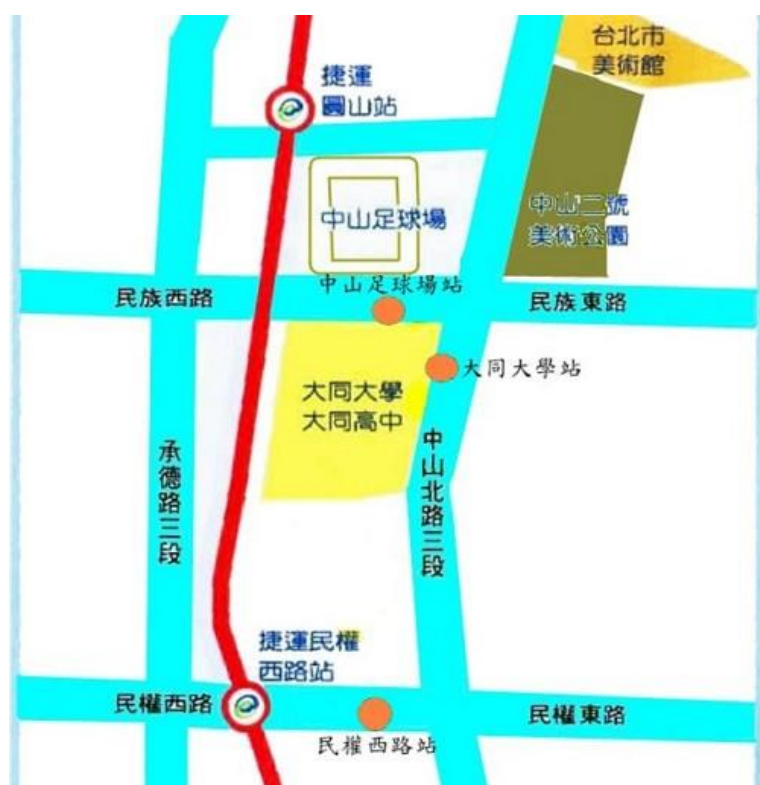 台北市
美術館
捷運
圓山站
中山足球場
中山二號
美術公園
中山足球場站
民族西路
民族東路
大同大學站
大同大學
大同高中
承德路三段
中山北路三段
捷運民權
西路站
民權西路
民權東路
民權西路站